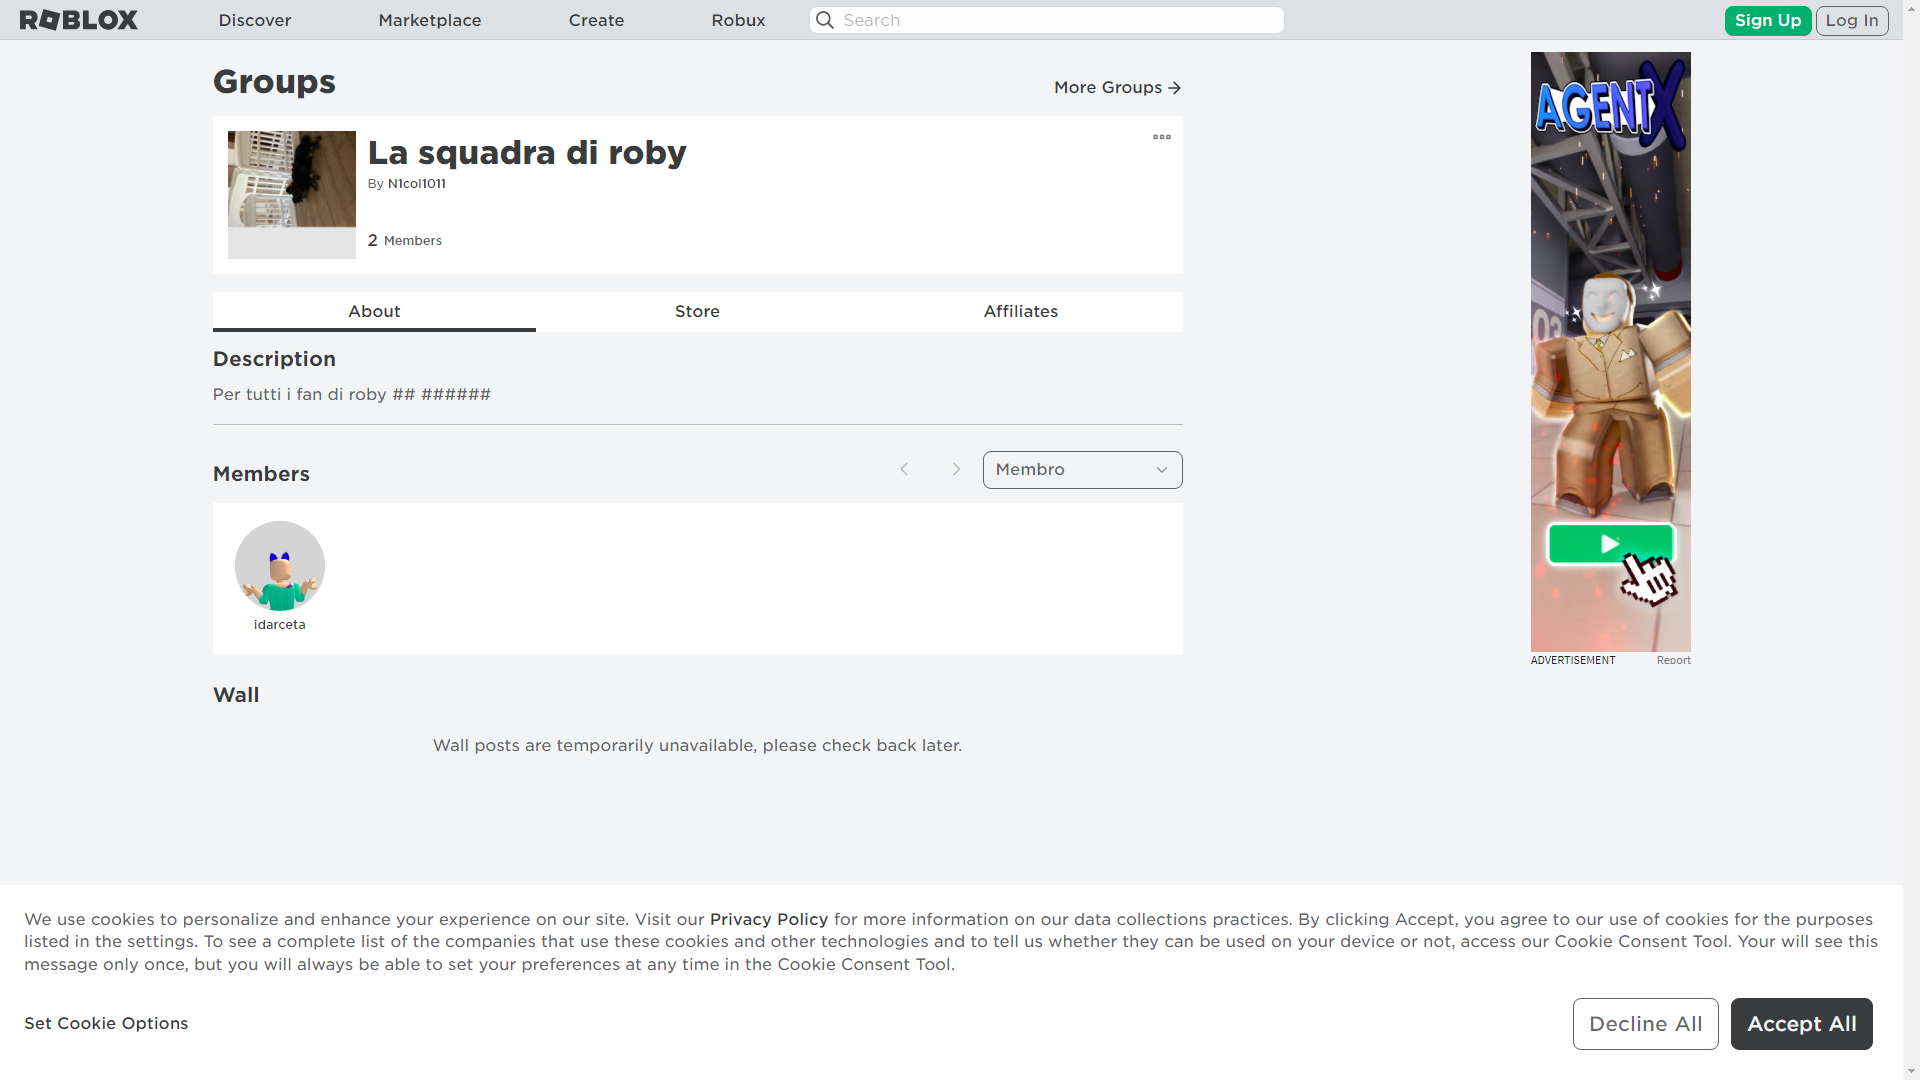 ROBLOX
Discover
Marketplace
Create
Robux
Search
Sign Up
Log In
Groups
More Groups
La squadra di roby
By N1col1011
2 Members
About
Store
Affiliates
Description
Per tutti i fan di roby ## ######
Members
Membro
idarceta
Wall
Wall posts are temporarily unavailable, please check back later.
AGENT X
03
ADVERTISEMENT
Report
We use cookies to personalize and enhance your experience on our site. Visit our Privacy Policy for more information on our data collections practices. By clicking Accept, you agree to our use of cookies for the purposes
listed in the settings. To see a complete list of the companies that use these cookies and other technologies and to tell us whether they can be used on your device or not, access our Cookie Consent Tool. Your will see this
message only once, but you will always be able to set your preferences at any time in the Cookie Consent Tool.
Set Cookie Options
Decline All
Accept All